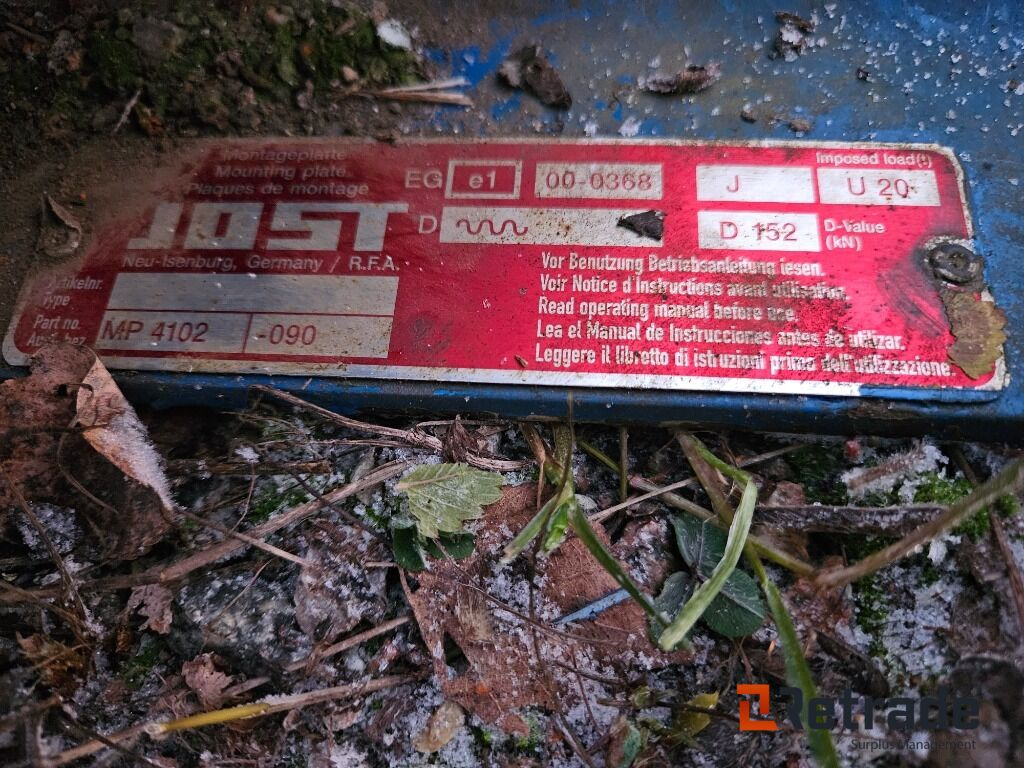 Montageplatte
Mounting plate
Plaques de montage
JOST
Neu-Isenburg, Germany / R.F.A.
Artikelnr.
Type
Part no.
MP 4102 -090
EG e1 00-0368
D
J
Imposed load(t)
U 20
D 152 D-Value
(kN)
Vor Benutzung Betriebsanleitung lesen.
Voir Notice d'Instructions avant utilisation.
Read operating manual before use.
Lea el Manual de Instrucciones antes de utilizar.
Leggere il libretto di istruzioni prima dell'utilizzazione.
Retrade
Surplus Management